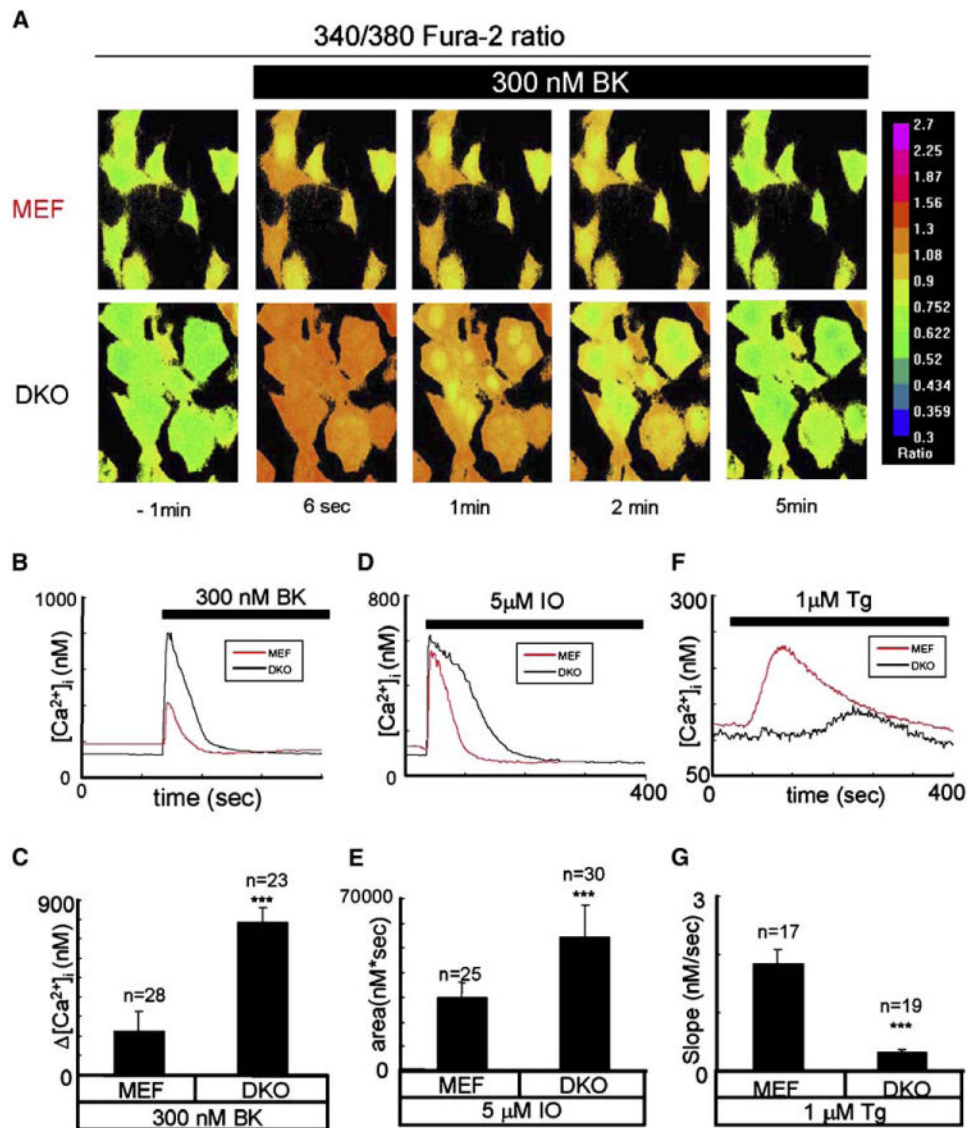 A
340/380 Fura-2 ratio
300 nM BK
MEF
DKO
2.7
2.25
1.87
1.56
1.3
1.08
0.9
0.752
0.622
0.52
0.434
0.359
0.3
Ratio
- 1min
6 sec
1min
2 min
5min
B
1000
300 nM BK
MEF
DKO
[Ca²⁺]ᵢ (nM)
0
time (sec)
D
800
5μM IO
MEF
DKO
[Ca²⁺]ᵢ (nM)
0
0
400
F
300
1μM Tg
MEF
DKO
[Ca²⁺]ᵢ (nM)
50
0
time (sec)
400
C
900
n=23
***
n=28
Δ[Ca²⁺]ᵢ (nM)
0
MEF
DKO
300 nM BK
E
70000
n=30
***
n=25
area(nM*sec)
0
MEF
DKO
5 μM IO
G
3
n=17
n=19
***
Slope (nM/sec)
0
MEF
DKO
1 μM Tg